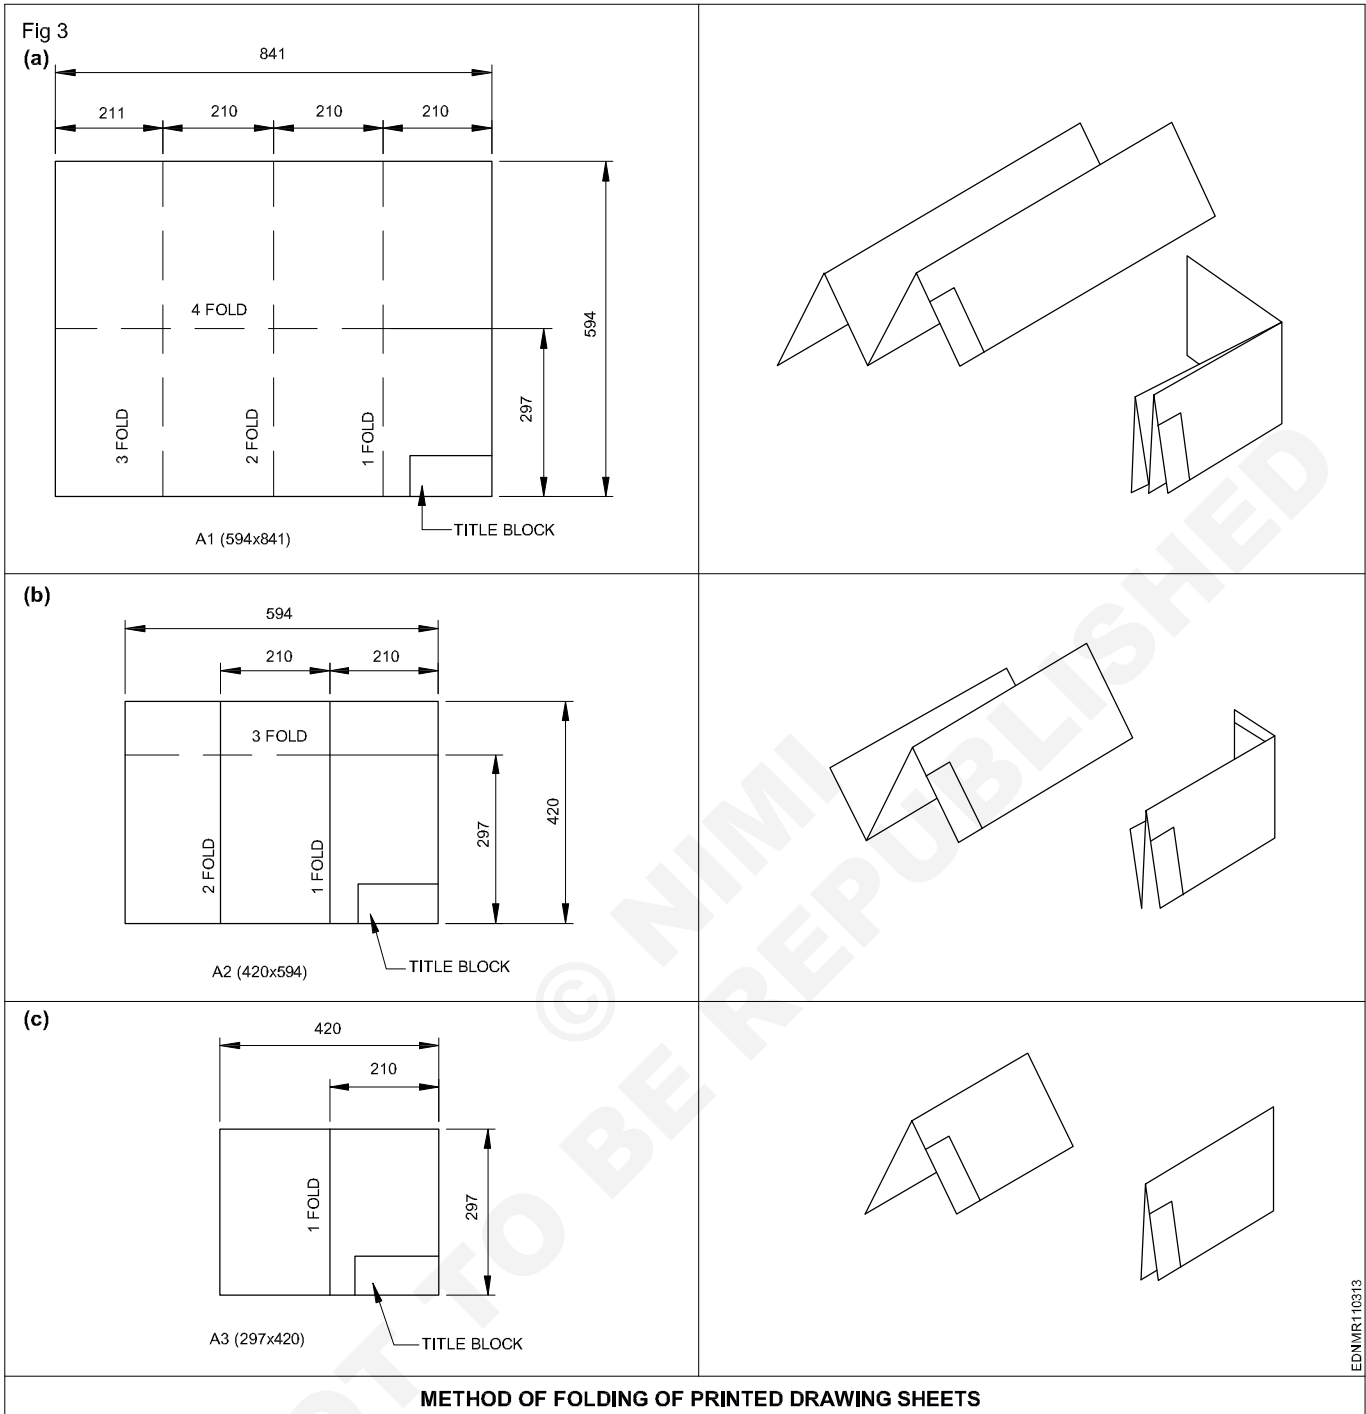 Fig 3
(a)
841
211 210 210 210
4 FOLD
594
297
3 FOLD
2 FOLD
1 FOLD
TITLE BLOCK
A1 (594x841)
(b)
594
210 210
3 FOLD
420
297
2 FOLD
1 FOLD
TITLE BLOCK
A2 (420x594)
(c)
420
210
1 FOLD
297
A3 (297x420)
TITLE BLOCK
EDNMR110313
METHOD OF FOLDING OF PRINTED DRAWING SHEETS
© NIMI
NOT TO BE REPUBLISHED